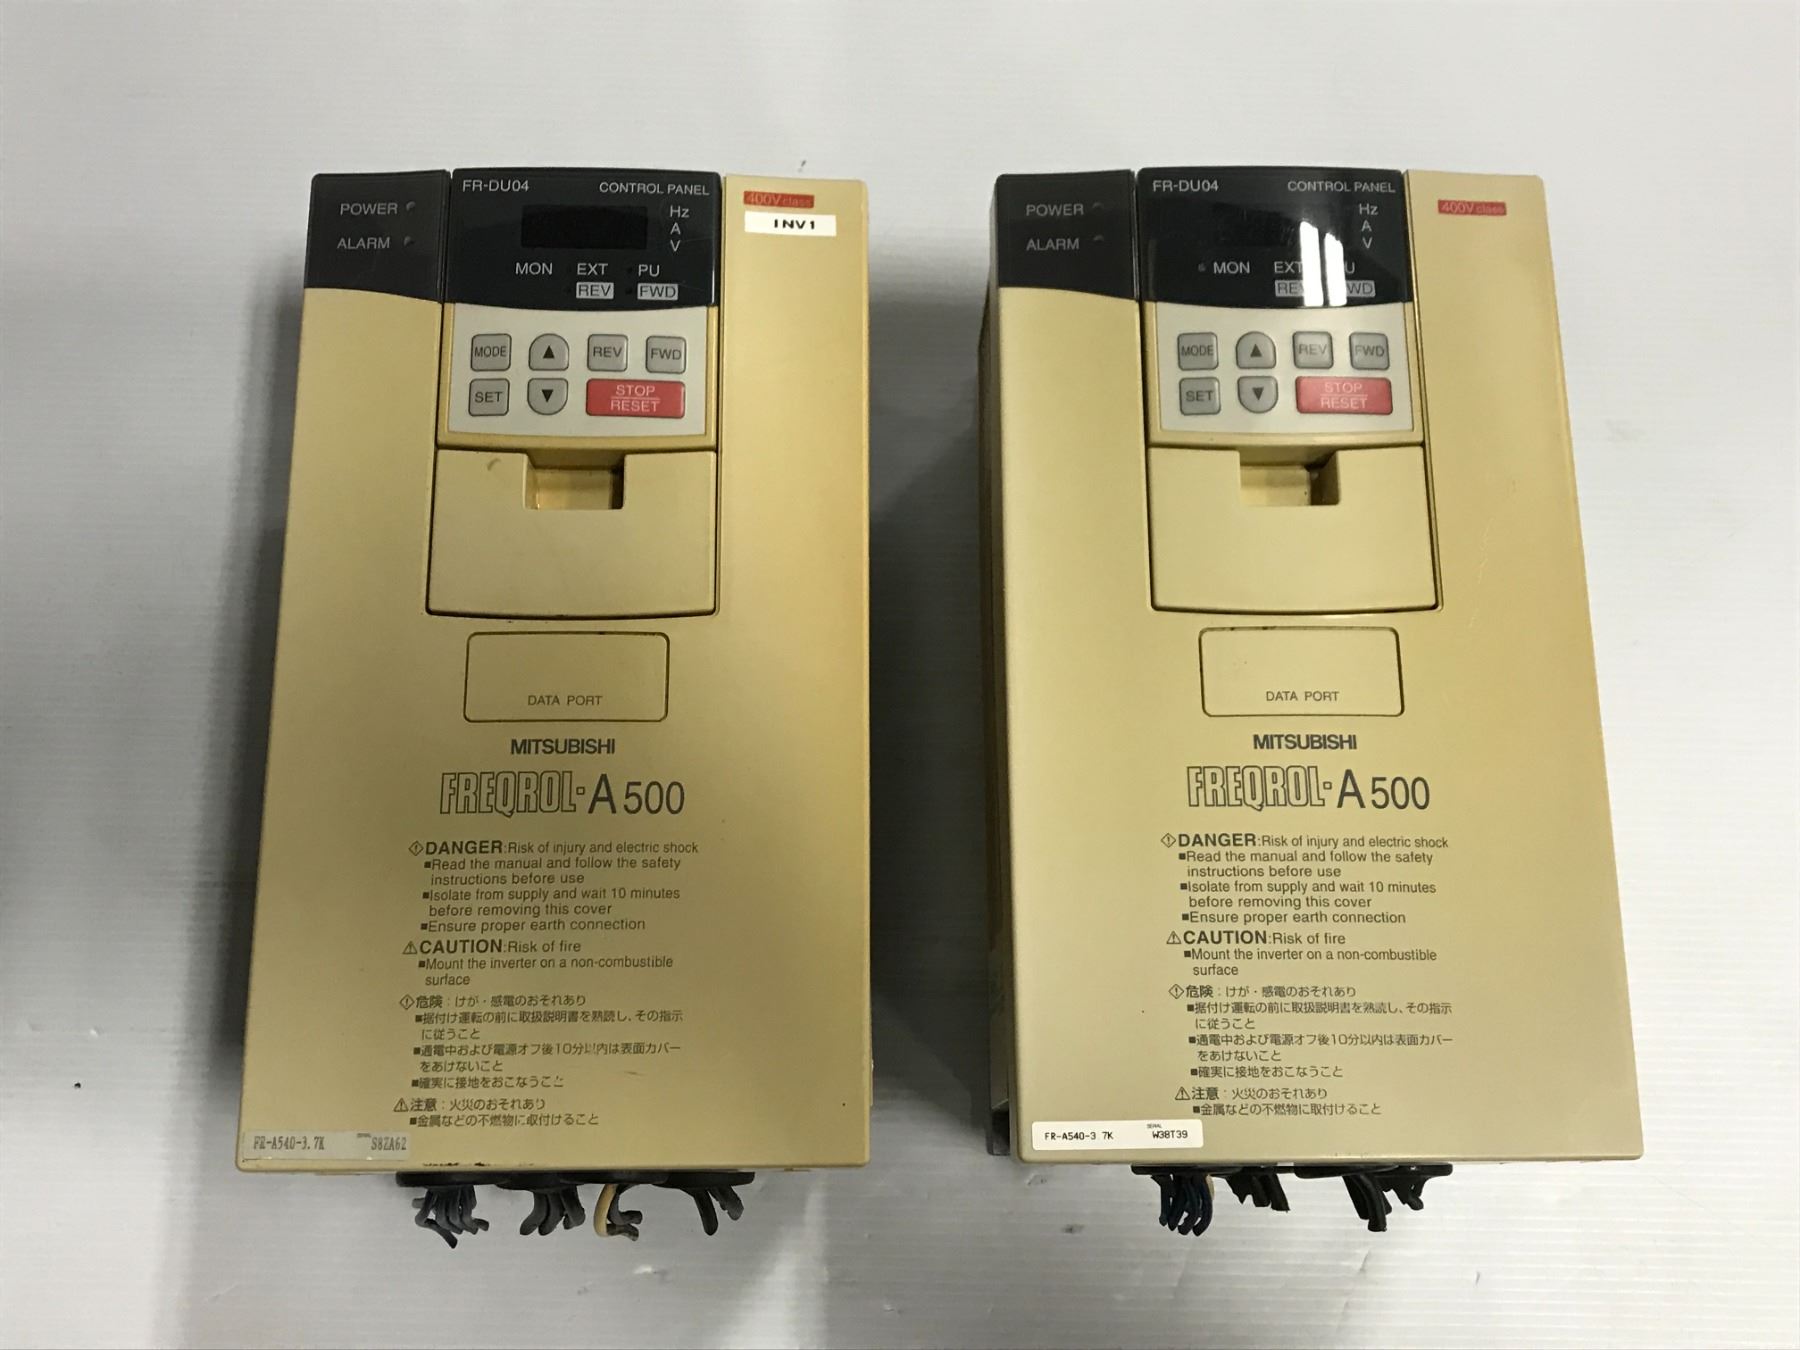 FR-DU04 CONTROL PANEL
POWER
ALARM
Hz
A
V
MON EXT PU
REV FWD
400V class
INV1
MODE ▲ REV FWD
SET ▼ STOP
RESET
DATA PORT
MITSUBISHI
FREQROL-A500
DANGER:Risk of injury and electric shock
■Read the manual and follow the safety
instructions before use
■Isolate from supply and wait 10 minutes
before removing this cover
■Ensure proper earth connection
CAUTION:Risk of fire
■Mount the inverter on a non-combustible
surface
危険：けが・感電のおそれあり
■据付け運転の前に取扱説明書を熟読し、その指示
に従うこと
■通電中および電源オフ後10分以内は表面カバー
をあけないこと
■確実に接地をおこなうこと
注意：火災のおそれあり
■金属などの不燃物に取付けること
FR-A540-3.7K SERIAL S8ZA62
FR-DU04 CONTROL PANEL
POWER
ALARM
Hz
A
V
MON EXT
400V class
MODE ▲ REV FWD
SET ▼ STOP
RESET
DATA PORT
MITSUBISHI
FREQROL-A500
DANGER:Risk of injury and electric shock
■Read the manual and follow the safety
instructions before use
■Isolate from supply and wait 10 minutes
before removing this cover
■Ensure proper earth connection
CAUTION:Risk of fire
■Mount the inverter on a non-combustible
surface
危険：けが・感電のおそれあり
■据付け運転の前に取扱説明書を熟読し、その指示
に従うこと
■通電中および電源オフ後10分以内は表面カバー
をあけないこと
■確実に接地をおこなうこと
注意：火災のおそれあり
■金属などの不燃物に取付けること
FR-A540-3.7K SERIAL W38T39